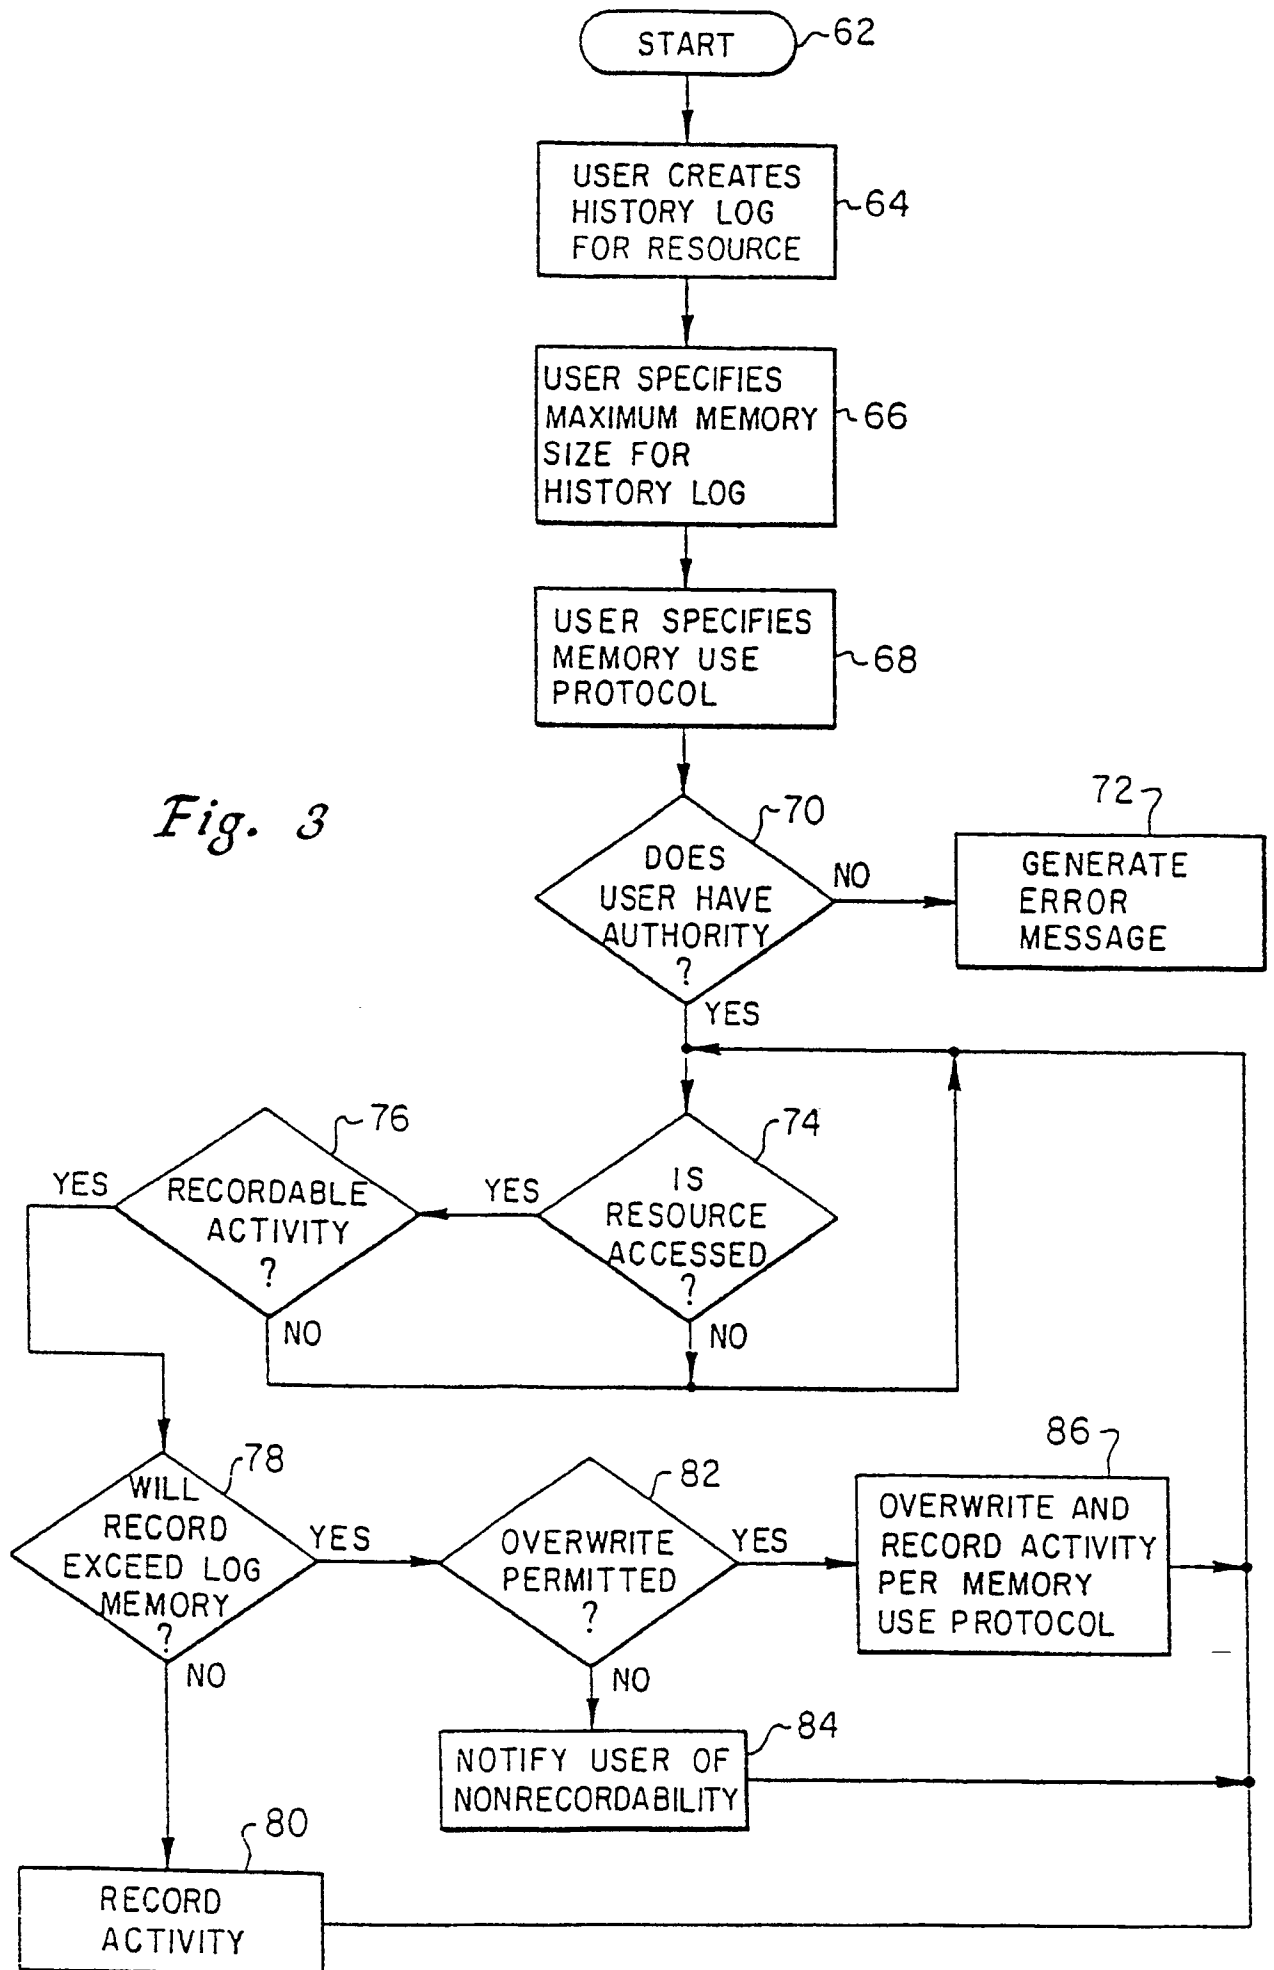 START
62
USER CREATES
HISTORY LOG
FOR RESOURCE
64
USER SPECIFIES
MAXIMUM MEMORY
SIZE FOR
HISTORY LOG
66
USER SPECIFIES
MEMORY USE
PROTOCOL
68
Fig. 3
70
DOES
USER HAVE
AUTHORITY
?
NO
72
GENERATE
ERROR
MESSAGE
YES
74
IS
RESOURCE
ACCESSED
?
YES
NO
76
RECORDABLE
ACTIVITY
?
YES
NO
78
WILL
RECORD
EXCEED LOG
MEMORY
?
YES
NO
82
OVERWRITE
PERMITTED
?
YES
NO
86
OVERWRITE AND
RECORD ACTIVITY
PER MEMORY
USE PROTOCOL
84
NOTIFY USER OF
NONRECORDABILITY
80
RECORD
ACTIVITY